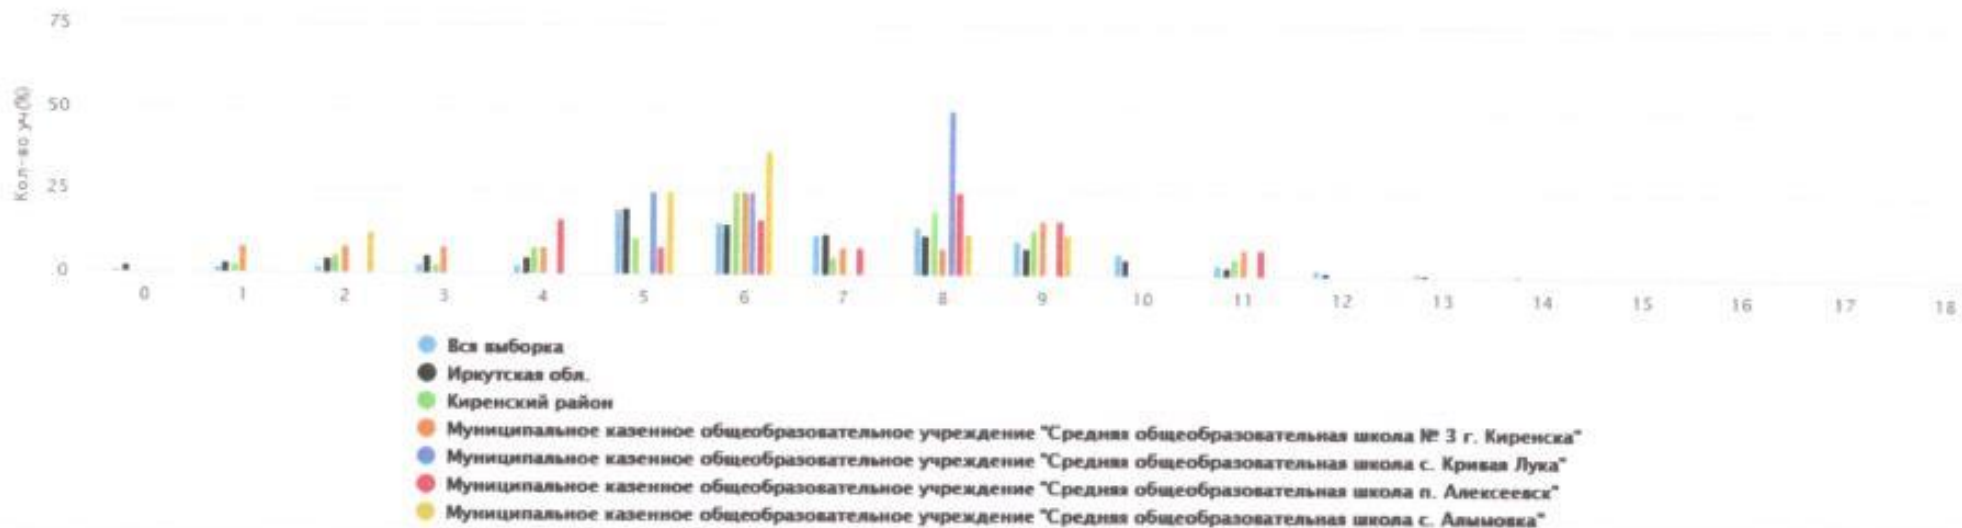 75
50
25
0
Кол-во уч(%)
0 1 2 3 4 5 6 7 8 9 10 11 12 13 14 15 16 17 18
Вся выборка
Иркутская обл.
Киренский район
Муниципальное казенное общеобразовательное учреждение "Средняя общеобразовательная школа № 3 г. Киренска"
Муниципальное казенное общеобразовательное учреждение "Средняя общеобразовательная школа с. Кривая Лука"
Муниципальное казенное общеобразовательное учреждение "Средняя общеобразовательная школа п. Алексеевск"
Муниципальное казенное общеобразовательное учреждение "Средняя общеобразовательная школа с. Алымовка"